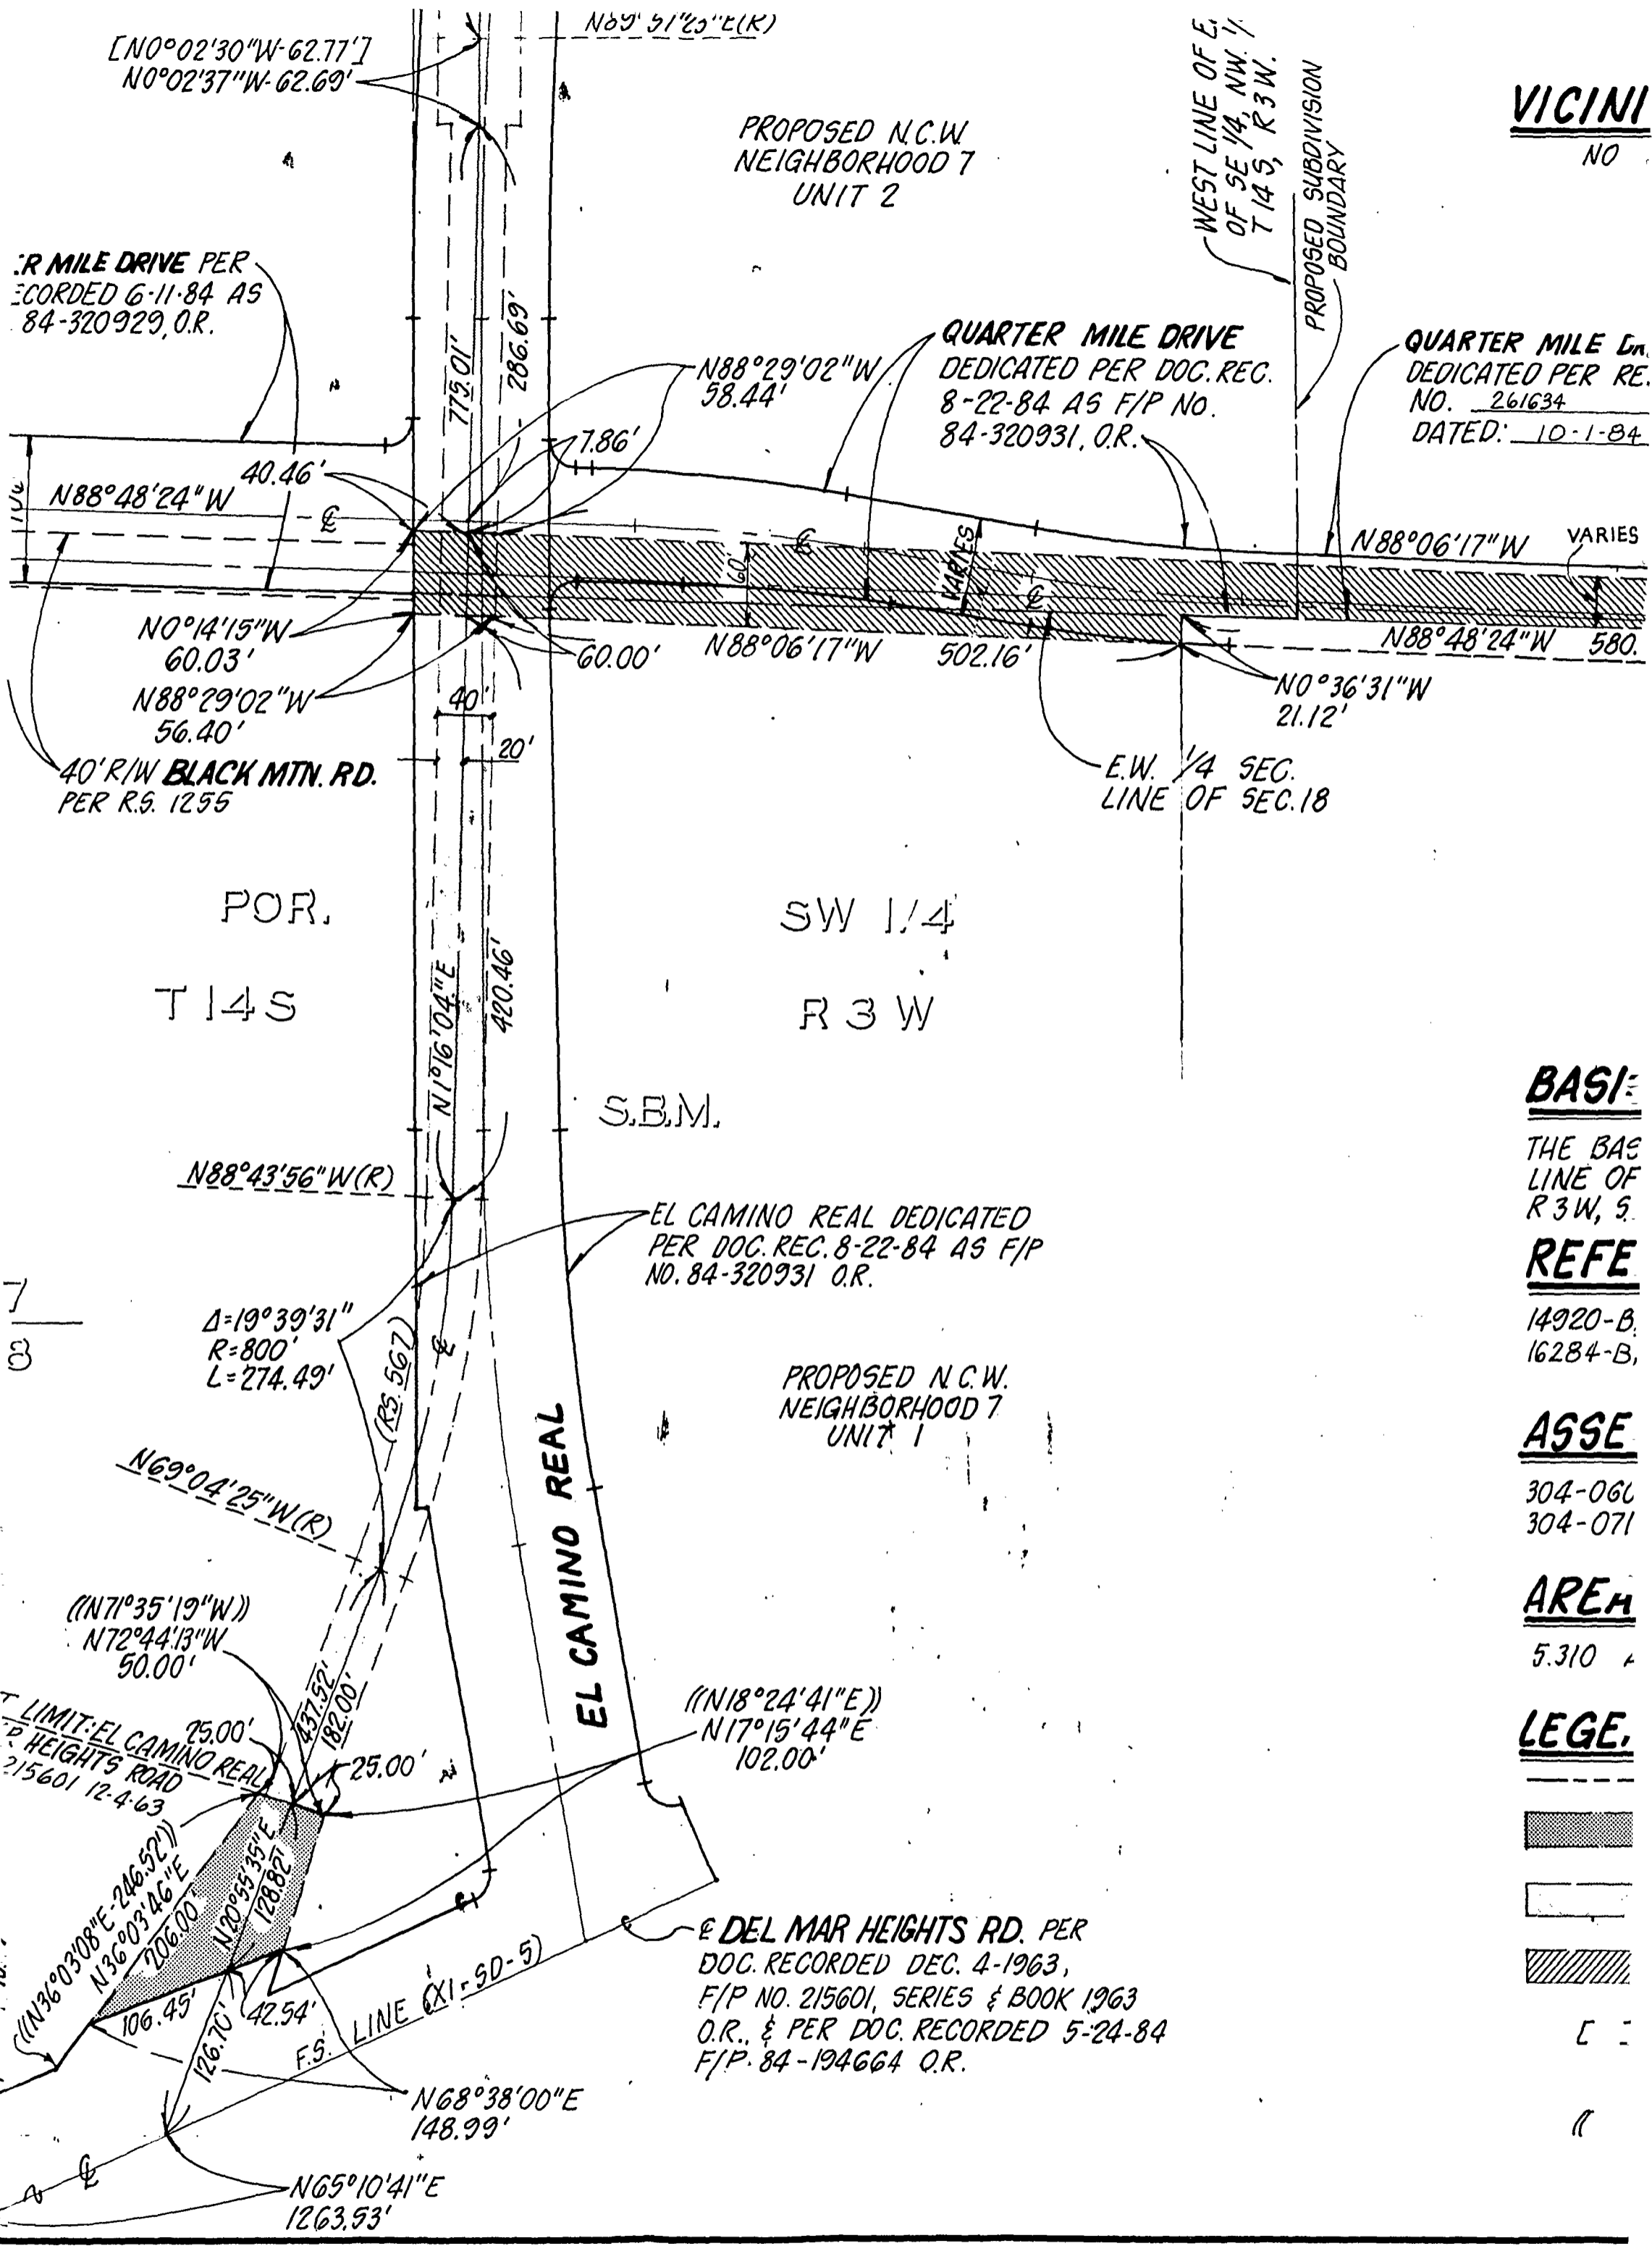 [N0°02'30"W-62.77']
N0°02'37"W-62.69'
N89°51'25"E(R)
PROPOSED N.C.W.
NEIGHBORHOOD 7
UNIT 2
WEST LINE OF E.
OF SE 1/4, NW. 1/
T 14 S, R 3 W.
PROPOSED SUBDIVISION
BOUNDARY
VICINI
NO
R MILE DRIVE PER
CORDED 6-11-84 AS
84-320929, O.R.
775.01'
286.69'
N88°29'02"W
58.44'
7.86'
QUARTER MILE DRIVE
DEDICATED PER DOC. REC.
8-22-84 AS F/P NO.
84-320931, O.R.
QUARTER MILE
DEDICATED PER RE.
NO. 261634
DATED: 10-1-84
40.46'
N88°48'24"W
℄
℄
60'
VARIES
℄
N88°06'17"W
VARIES
N0°14'15"W
60.03'
60.00'
N88°06'17"W 502.16'
N88°48'24"W 580.
N88°29'02"W
56.40'
N0°36'31"W
21.12'
40'
20'
40' R/W BLACK MTN. RD.
PER R.S. 1255
E.W. 1/4 SEC.
LINE OF SEC. 18
POR.
SW 1/4
T 14 S
R 3 W
N1°16'04"E
420.46'
S.B.M.
BASI
THE BAS
LINE OF
R 3 W, S.
N88°43'56"W(R)
EL CAMINO REAL DEDICATED
PER DOC. REC. 8-22-84 AS F/P
NO. 84-320931 O.R.
REFE
14920-B,
16284-B,
7
8
Δ=19°39'31"
R=800'
L=274.49'
(R.S. 567)
℄
PROPOSED N.C.W.
NEIGHBORHOOD 7
UNIT 1
EL CAMINO REAL
ASSE
304-060
304-071
N69°04'25"W(R)
((N71°35'19"W))
N72°44'13"W
50.00'
AREA
5.310
437.52'
182.00'
((N18°24'41"E))
N17°15'44"E
102.00'
LEGE
LIMIT: EL CAMINO REAL
HEIGHTS ROAD
215601 12-4-63
25.00'
25.00'
((N36°03'08"E-246.52'))
N36°03'46"E
206.00'
N20°55'35"E
128.82'
106.45'
42.54'
126.70'
F.S. LINE (XI-SD-5)
℄ DEL MAR HEIGHTS RD. PER
DOC. RECORDED DEC. 4-1963,
F/P NO. 215601, SERIES & BOOK 1963
O.R., & PER DOC. RECORDED 5-24-84
F/P. 84-194664 O.R.
[
((
N68°38'00"E
148.99'
℄
N65°10'41"E
1263.53'